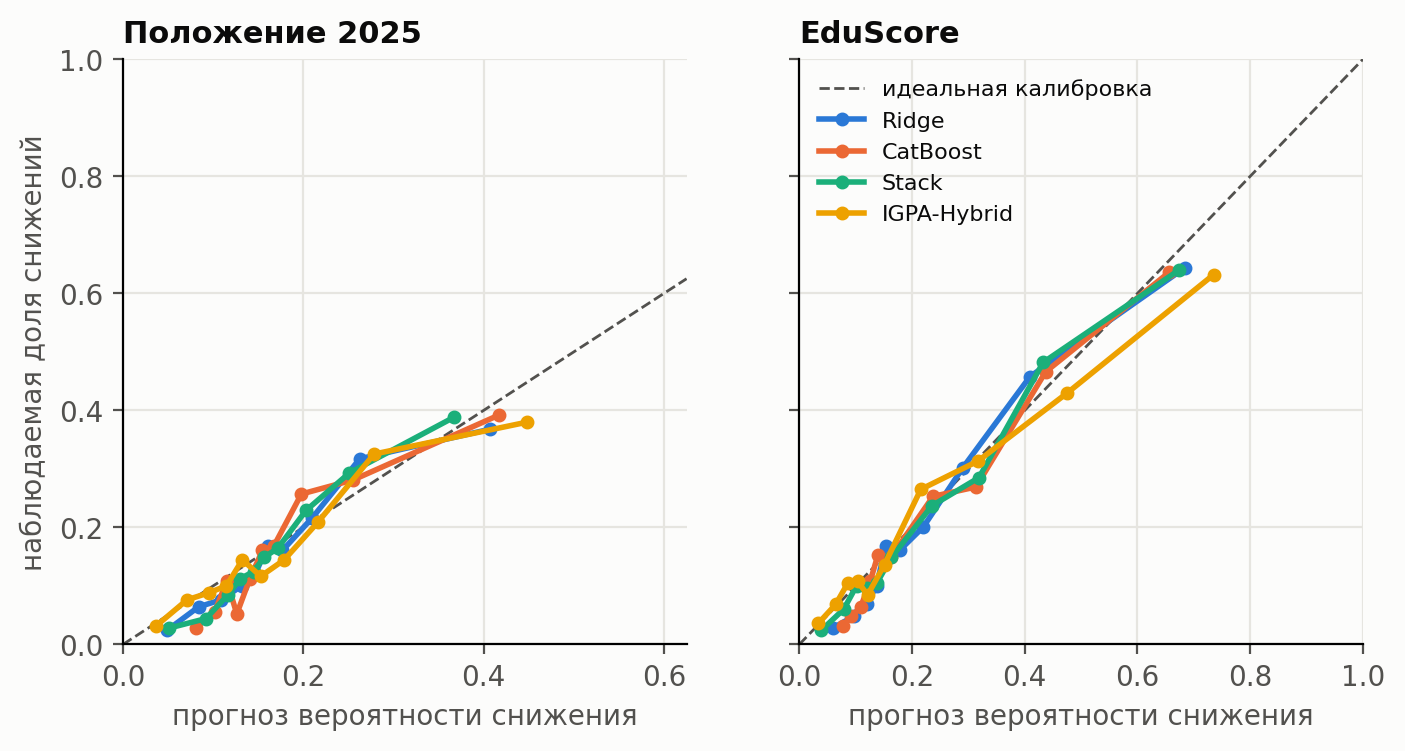 Положение 2025
EduScore
1.0
0.8
0.6
0.4
0.2
0.0
наблюдаемая доля снижений
идеальная калибровка
Ridge
CatBoost
Stack
IGPA-Hybrid
0.0 0.2 0.4 0.6
0.0 0.2 0.4 0.6 0.8 1.0
прогноз вероятности снижения
прогноз вероятности снижения